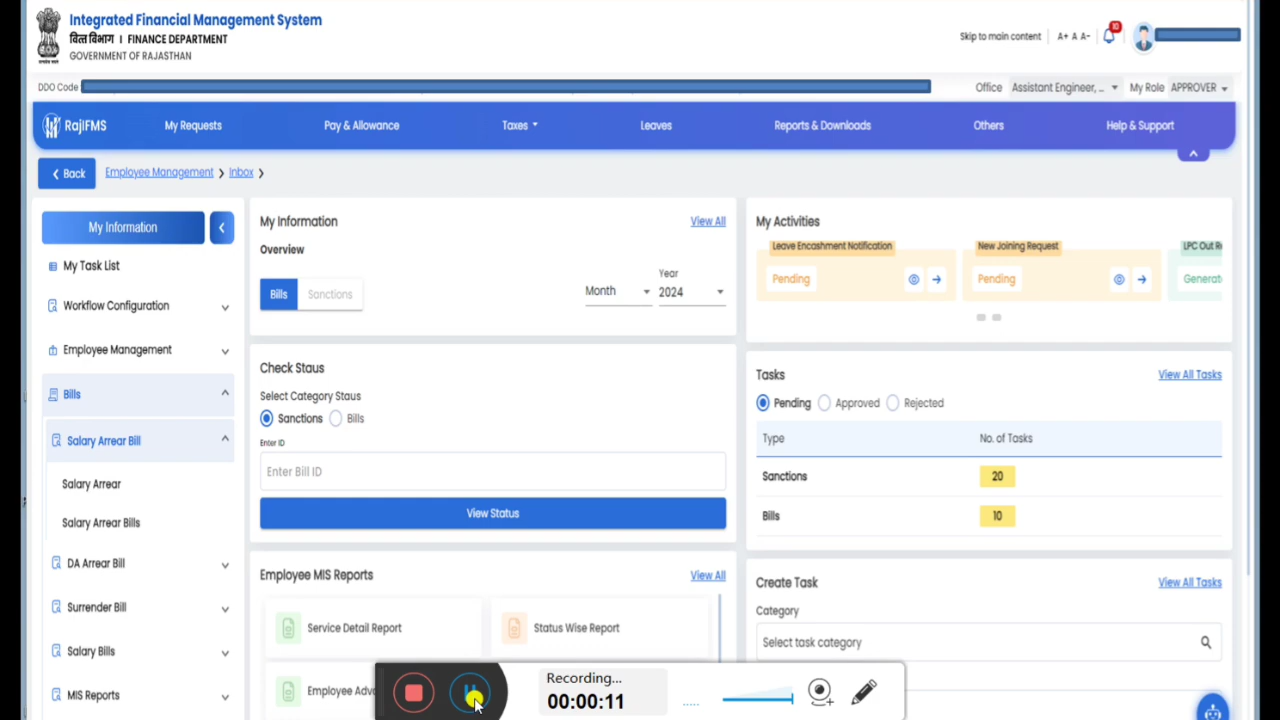 Integrated Financial Management System
वित्त विभाग I FINANCE DEPARTMENT
GOVERNMENT OF RAJASTHAN
Skip to main content
A+ A A-
10
DDO Code
Office Assistant Engineer, ...
My Role APPROVER
RajIFMS
My Requests
Pay & Allowance
Taxes
Leaves
Reports & Downloads
Others
Help & Support
Back
Employee Management > Inbox >
My Information
My Task List
Workflow Configuration
Employee Management
Bills
Salary Arrear Bill
Salary Arrear
Salary Arrear Bills
DA Arrear Bill
Surrender Bill
Salary Bills
MIS Reports
My Information
View All
Overview
Bills
Sanctions
Month
Year
2024
Check Staus
Select Category Staus
Sanctions
Bills
Enter ID
Enter Bill ID
View Status
Employee MIS Reports
View All
Service Detail Report
Status Wise Report
Employee Adv
My Activities
Leave Encashment Notification
Pending
New Joining Request
Pending
LPC Out R
Generat
Tasks
View All Tasks
Pending
Approved
Rejected
Type
No. of Tasks
Sanctions
20
Bills
10
Create Task
View All Tasks
Category
Select task category
Recording...
00:00:11